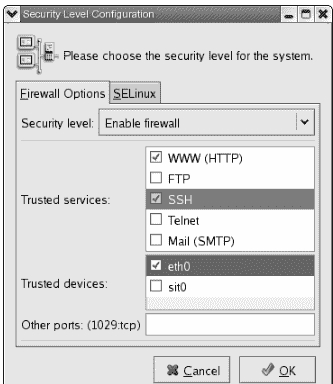 Security Level Configuration
Please choose the security level for the system.
Firewall Options SELinux
Security level: Enable firewall
Trusted services:
WWW (HTTP)
FTP
SSH
Telnet
Mail (SMTP)
Trusted devices:
eth0
sit0
Other ports: (1029:tcp)
Cancel OK